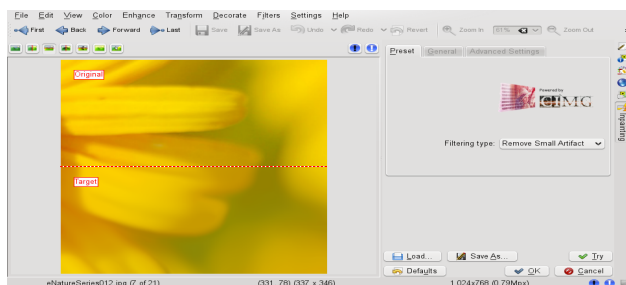 File Edit View Color Enhance Transform Decorate Filters Settings Help
First Back Forward Last Save Save As Undo Redo Revert Zoom In 51% Zoom Out
Original
Target
Preset General Advanced Settings
Powered by
CIMG
Filtering type: Remove Small Artifact
Inpainting
Load... Save As... Try
Defaults OK Cancel
eNatureSeries012.jpg (7 of 21) (331, 78) (337 x 346) 1,024x768 (0.79Mpx)